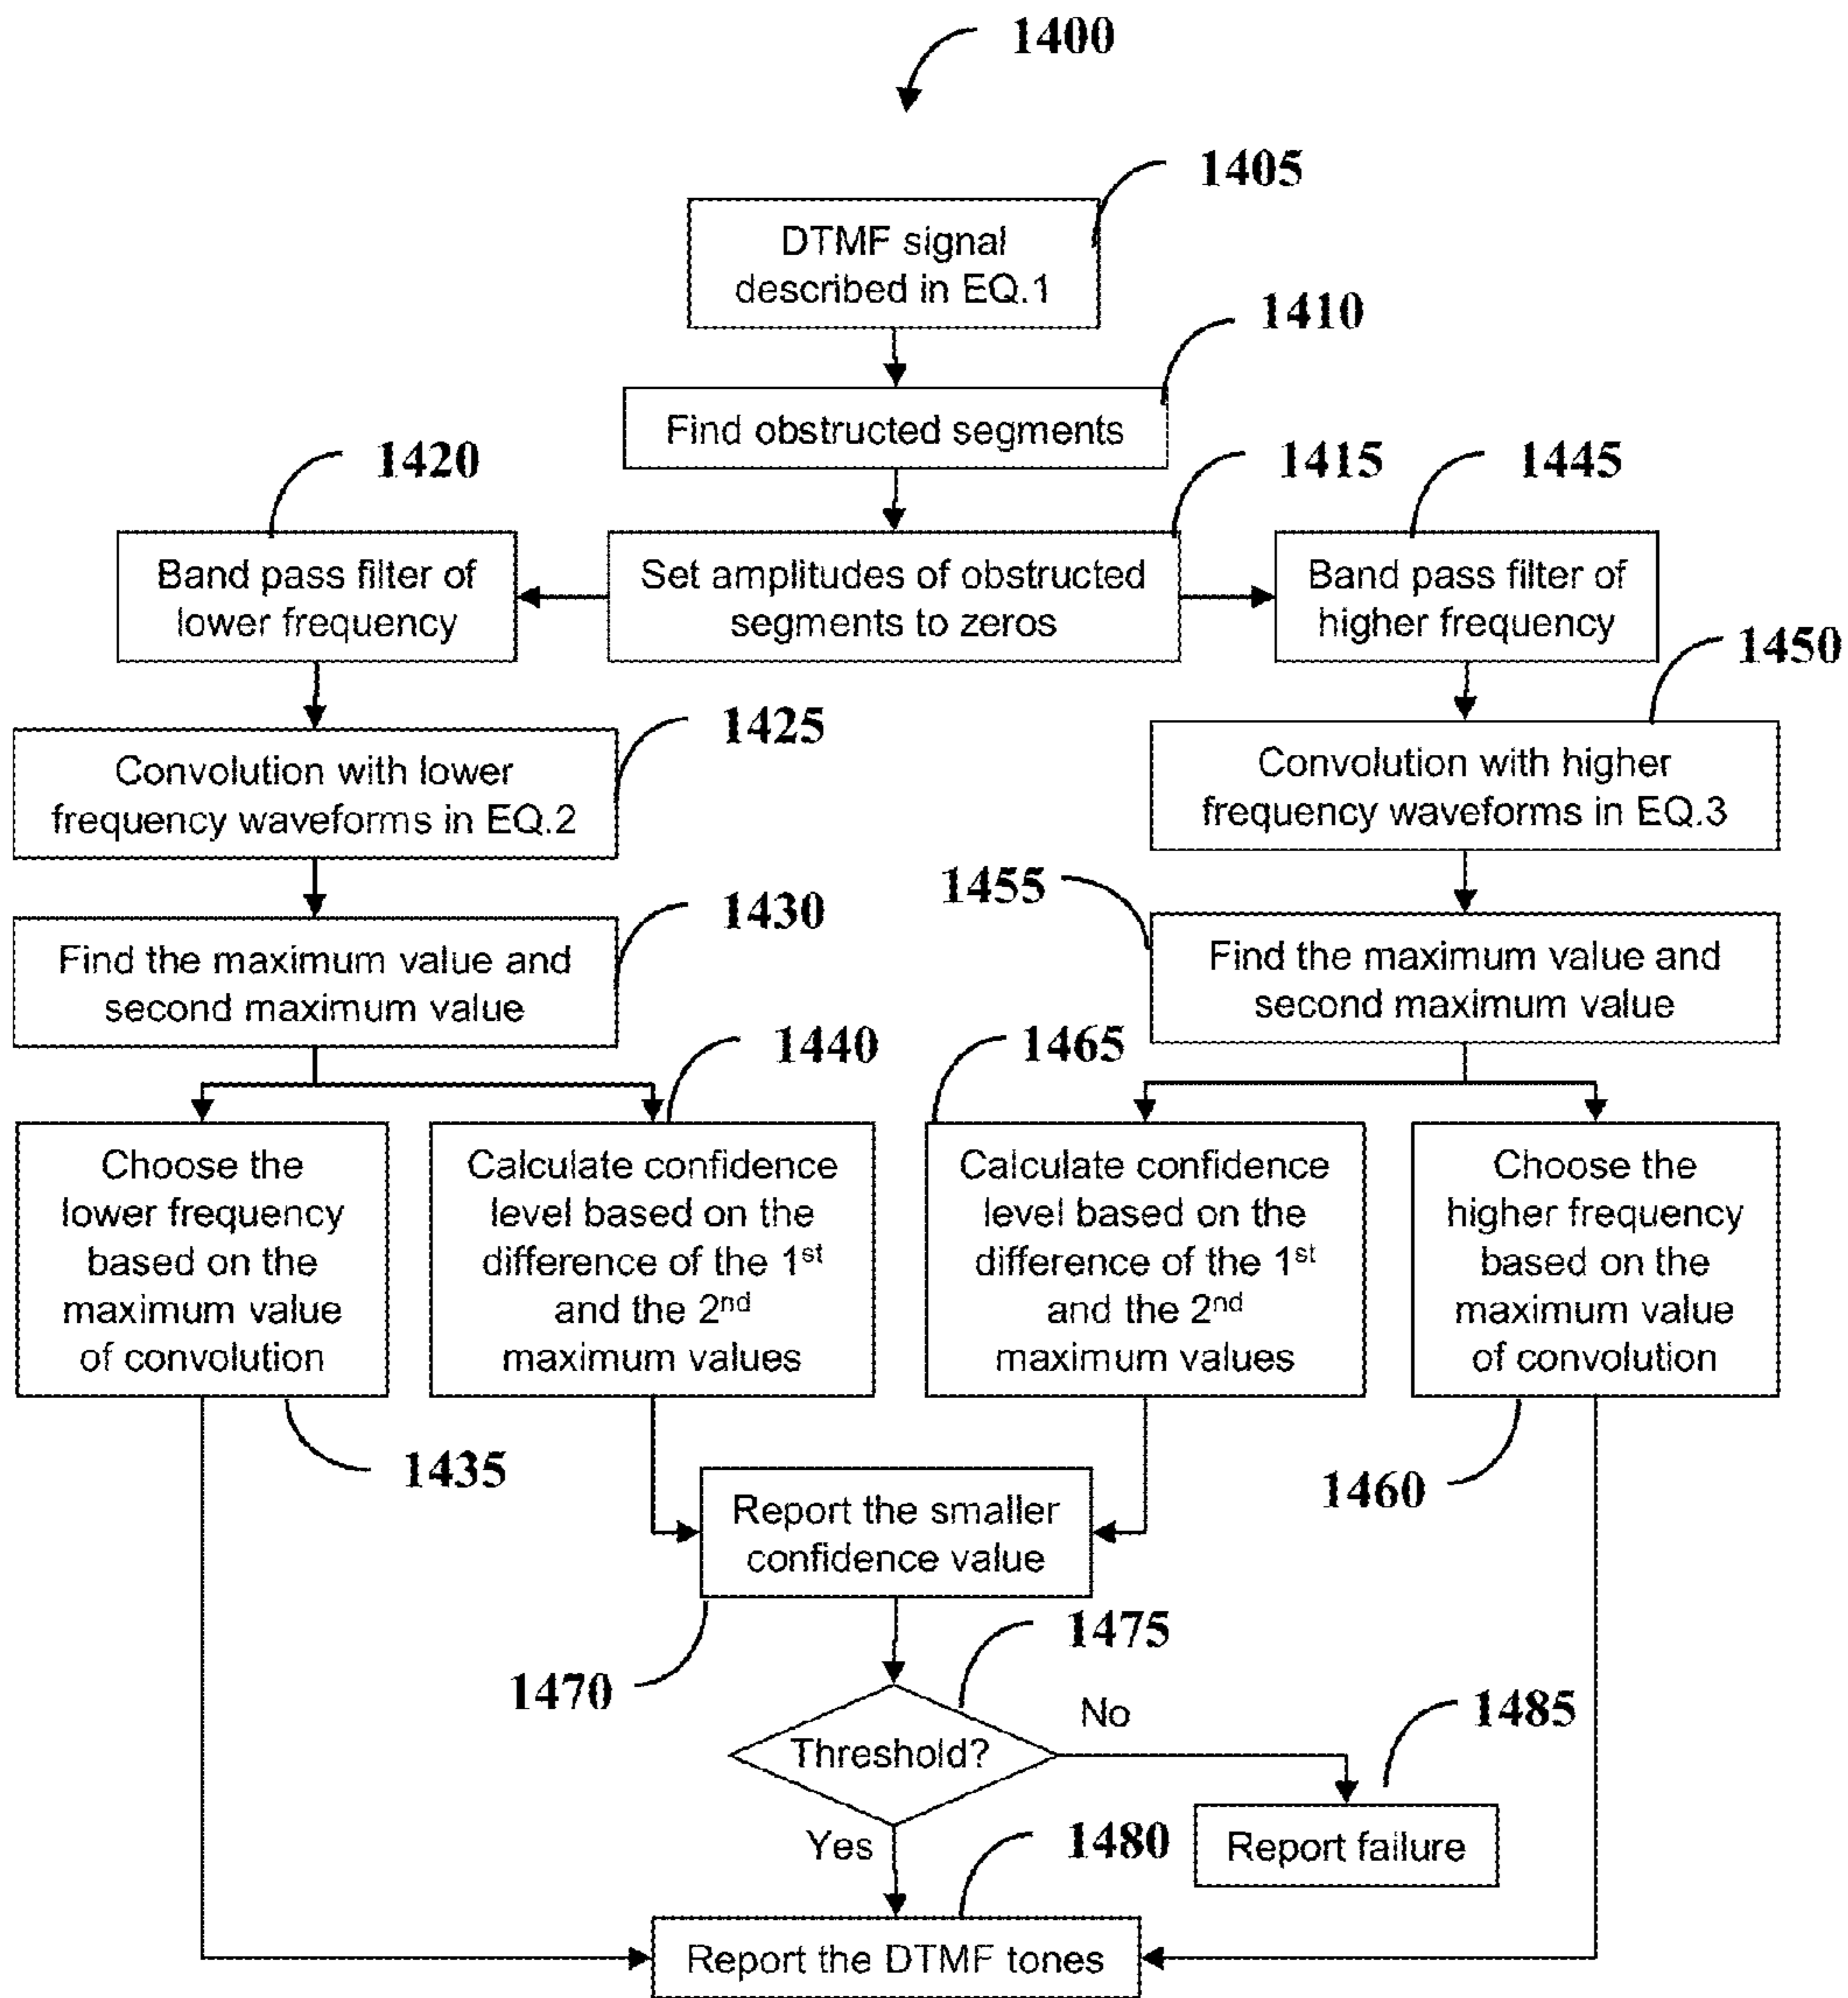 1400
1405
DTMF signal
described in EQ.1
1410
Find obstructed segments
1420
1415
1445
Band pass filter of
lower frequency
Set amplitudes of obstructed
segments to zeros
Band pass filter of
higher frequency
1450
1425
Convolution with lower
frequency waveforms in EQ.2
Convolution with higher
frequency waveforms in EQ.3
1455
1430
Find the maximum value and
second maximum value
Find the maximum value and
second maximum value
1440
1465
Choose the
lower frequency
based on the
maximum value
of convolution
Calculate confidence
level based on the
difference of the 1st
and the 2nd
maximum values
Calculate confidence
level based on the
difference of the 1st
and the 2nd
maximum values
Choose the
higher frequency
based on the
maximum value
of convolution
1435
1460
Report the smaller
confidence value
1470
1475
Threshold?
No
1485
Report failure
Yes
1480
Report the DTMF tones